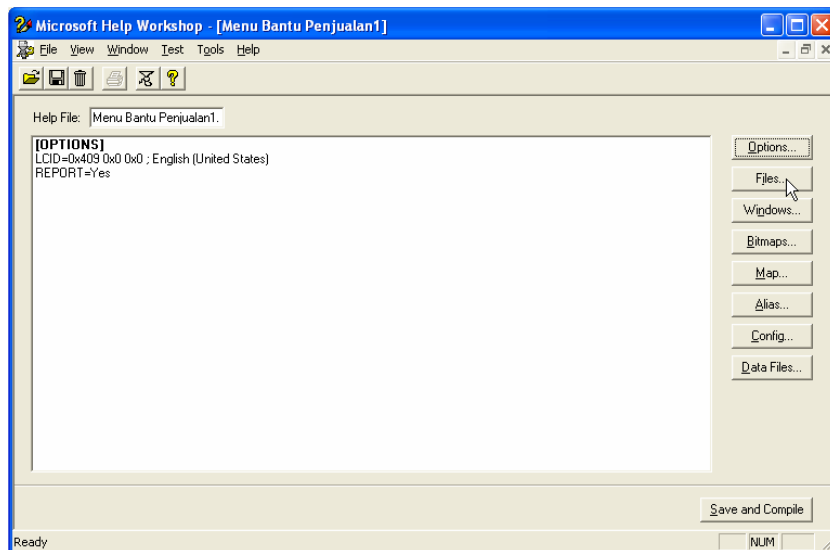 Microsoft Help Workshop - [Menu Bantu Penjualan1]
File View Window Test Tools Help
Help File: Menu Bantu Penjualan1.
[OPTIONS]
LCID=0x409 0x0 0x0 ; English (United States)
REPORT=Yes
Options...
Files...
Windows...
Bitmaps...
Map...
Alias...
Config...
Data Files...
Save and Compile
Ready NUM